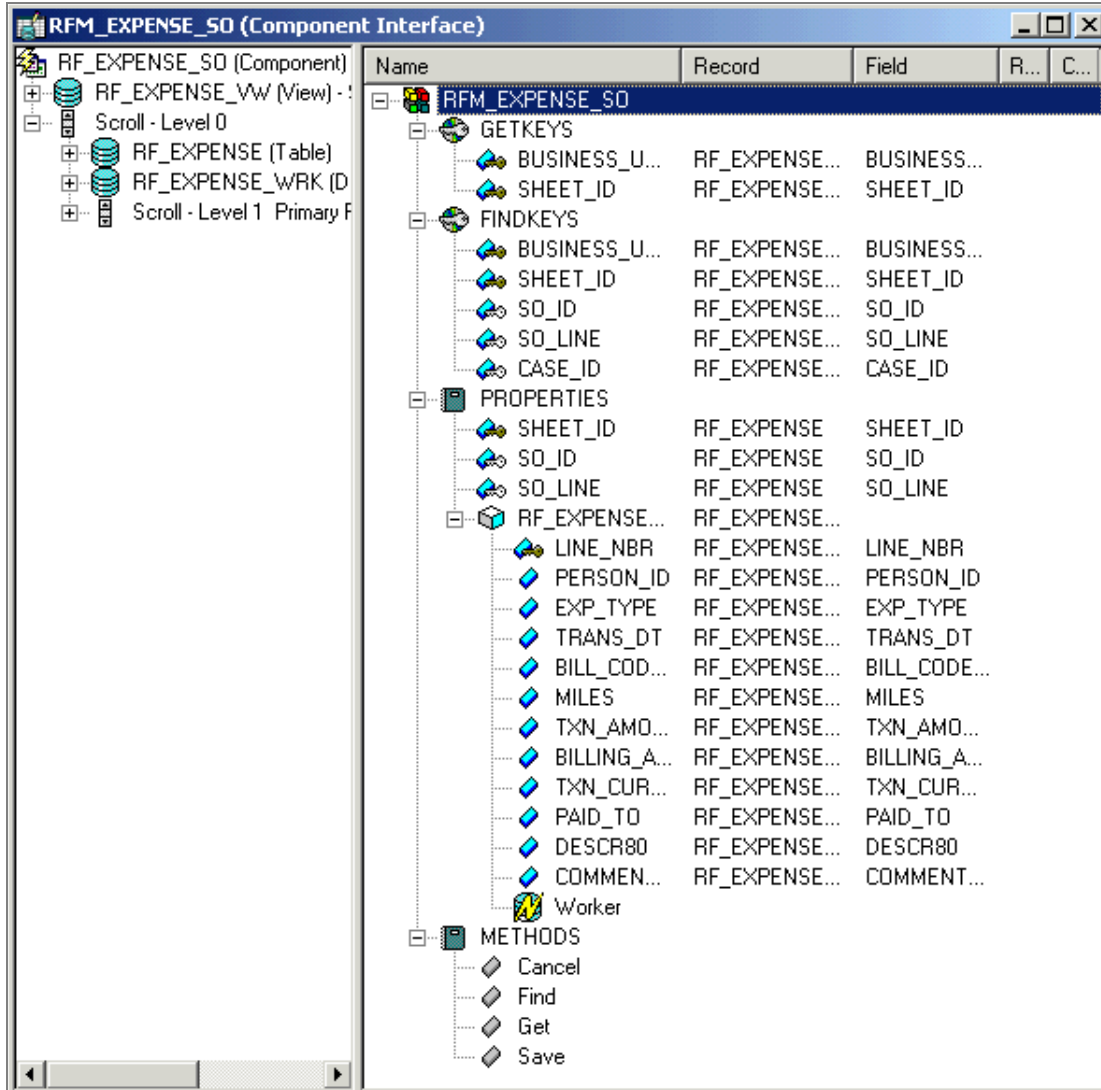 RFM_EXPENSE_SO (Component Interface)
RF_EXPENSE_SO (Component)
RF_EXPENSE_VW (View) -
Scroll - Level 0
RF_EXPENSE (Table)
RF_EXPENSE_WRK (D
Scroll - Level 1 Primary
Name Record Field R... C...
RFM_EXPENSE_SO
GETKEYS
BUSINESS_U... RF_EXPENSE... BUSINESS...
SHEET_ID RF_EXPENSE... SHEET_ID
FINDKEYS
BUSINESS_U... RF_EXPENSE... BUSINESS...
SHEET_ID RF_EXPENSE... SHEET_ID
SO_ID RF_EXPENSE... SO_ID
SO_LINE RF_EXPENSE... SO_LINE
CASE_ID RF_EXPENSE... CASE_ID
PROPERTIES
SHEET_ID RF_EXPENSE SHEET_ID
SO_ID RF_EXPENSE SO_ID
SO_LINE RF_EXPENSE SO_LINE
RF_EXPENSE... RF_EXPENSE...
LINE_NBR RF_EXPENSE... LINE_NBR
PERSON_ID RF_EXPENSE... PERSON_ID
EXP_TYPE RF_EXPENSE... EXP_TYPE
TRANS_DT RF_EXPENSE... TRANS_DT
BILL_COD... RF_EXPENSE... BILL_CODE...
MILES RF_EXPENSE... MILES
TXN_AMO... RF_EXPENSE... TXN_AMO...
BILLING_A... RF_EXPENSE... BILLING_A...
TXN_CUR... RF_EXPENSE... TXN_CUR...
PAID_TO RF_EXPENSE... PAID_TO
DESCR80 RF_EXPENSE... DESCR80
COMMEN... RF_EXPENSE... COMMENT...
Worker
METHODS
Cancel
Find
Get
Save